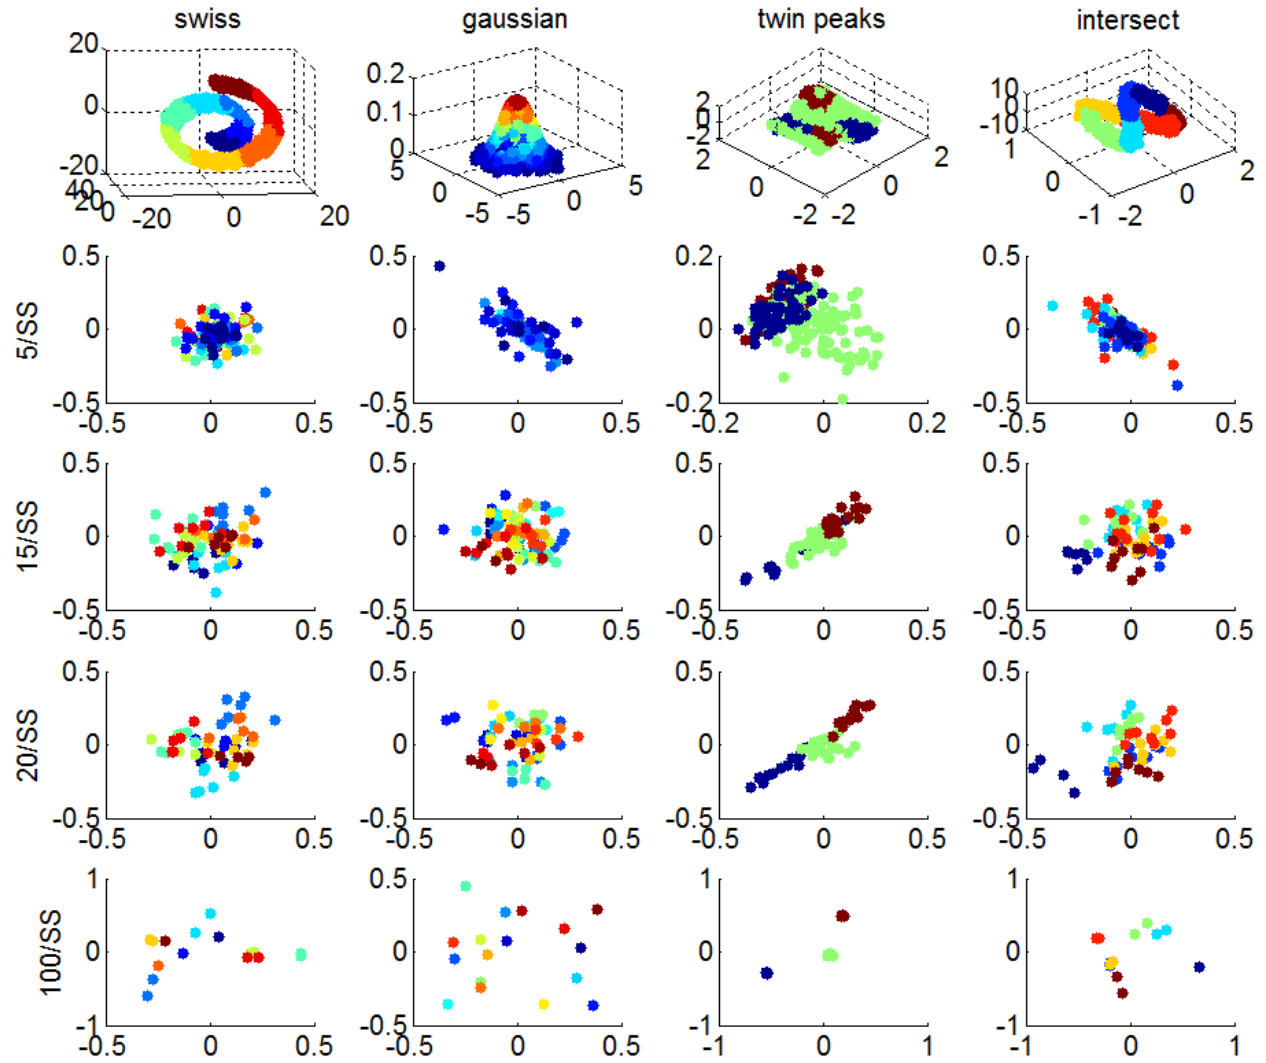 swiss gaussian twin peaks intersect
20 0.2 2 10
0 0.1 0 0
-20 0 -2 -10
40 20 0 -20 0 20
5 0 -5 -5 0 5
2 0 -2 -2 0 2
1 0 -1 -2 0 2
5/SS
0.5 0 -0.5 -0.5 0 0.5
0.5 0 -0.5 -0.5 0 0.5
0.2 0 -0.2 -0.2 0 0.2
0.5 0 -0.5 -0.5 0 0.5
15/SS
0.5 0 -0.5 -0.5 0 0.5
0.5 0 -0.5 -0.5 0 0.5
0.5 0 -0.5 -0.5 0 0.5
0.5 0 -0.5 -0.5 0 0.5
20/SS
0.5 0 -0.5 -0.5 0 0.5
0.5 0 -0.5 -0.5 0 0.5
0.5 0 -0.5 -0.5 0 0.5
0.5 0 -0.5 -0.5 0 0.5
100/SS
1 0 -1 -0.5 0 0.5
0.5 0 -0.5 -0.5 0 0.5
1 0 -1 -1 0 1
1 0 -1 -1 0 1